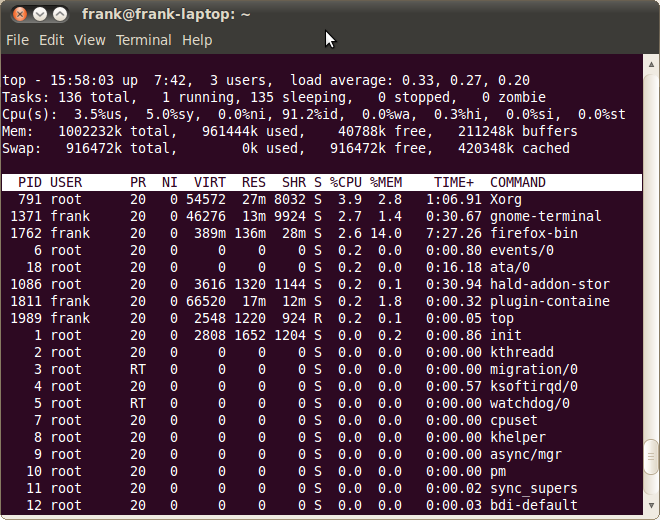 frank@frank-laptop: ~
File Edit View Terminal Help
top - 15:58:03 up  7:42,  3 users,  load average: 0.33, 0.27, 0.20
Tasks: 136 total,   1 running, 135 sleeping,   0 stopped,   0 zombie
Cpu(s):  3.5%us,  5.0%sy,  0.0%ni, 91.2%id,  0.0%wa,  0.3%hi,  0.0%si,  0.0%st
Mem:   1002232k total,   961444k used,    40788k free,   211248k buffers
Swap:   916472k total,        0k used,   916472k free,   420348k cached
  PID USER      PR  NI  VIRT  RES  SHR S %CPU %MEM    TIME+  COMMAND
  791 root      20   0 54572  27m 8032 S  3.9  2.8   1:06.91 Xorg
 1371 frank     20   0 46276  13m 9924 S  2.7  1.4   0:30.67 gnome-terminal
 1762 frank     20   0  389m 136m  28m S  2.6 14.0   7:27.26 firefox-bin
    6 root      20   0     0    0    0 S  0.2  0.0   0:00.80 events/0
   18 root      20   0     0    0    0 S  0.2  0.0   0:16.18 ata/0
 1086 root      20   0  3616 1320 1144 S  0.2  0.1   0:30.94 hald-addon-stor
 1811 frank     20   0 66520  17m  12m S  0.2  1.8   0:00.32 plugin-containe
 1989 frank     20   0  2548 1220  924 R  0.2  0.1   0:00.05 top
    1 root      20   0  2808 1652 1204 S  0.0  0.2   0:00.86 init
    2 root      20   0     0    0    0 S  0.0  0.0   0:00.00 kthreadd
    3 root      RT   0     0    0    0 S  0.0  0.0   0:00.00 migration/0
    4 root      20   0     0    0    0 S  0.0  0.0   0:00.57 ksoftirqd/0
    5 root      RT   0     0    0    0 S  0.0  0.0   0:00.00 watchdog/0
    7 root      20   0     0    0    0 S  0.0  0.0   0:00.00 cpuset
    8 root      20   0     0    0    0 S  0.0  0.0   0:00.00 khelper
    9 root      20   0     0    0    0 S  0.0  0.0   0:00.00 async/mgr
   10 root      20   0     0    0    0 S  0.0  0.0   0:00.00 pm
   11 root      20   0     0    0    0 S  0.0  0.0   0:00.02 sync_supers
   12 root      20   0     0    0    0 S  0.0  0.0   0:00.03 bdi-default